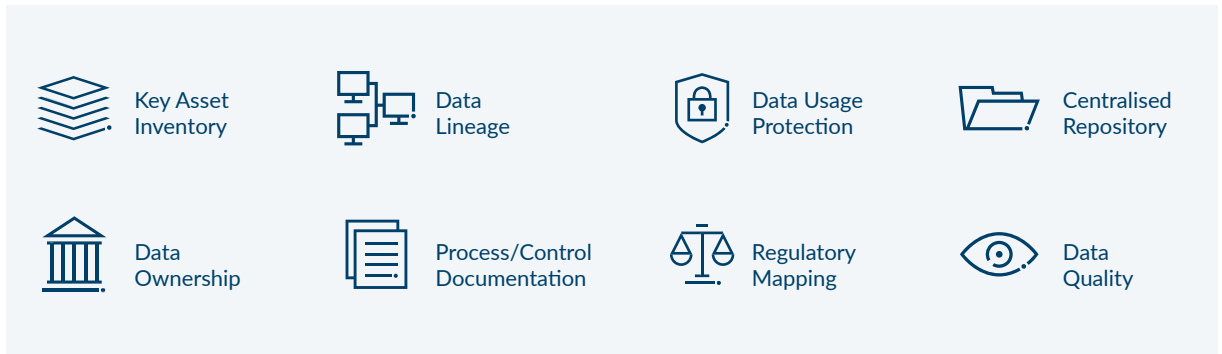 Key Asset
Inventory
Data
Lineage
Data Usage
Protection
Centralised
Repository
Data
Ownership
Process/Control
Documentation
Regulatory
Mapping
Data
Quality